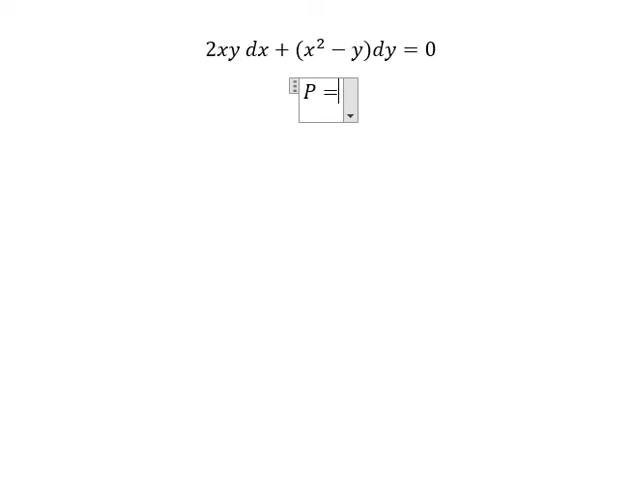 2xy dx + (x² − y)dy = 0
P =